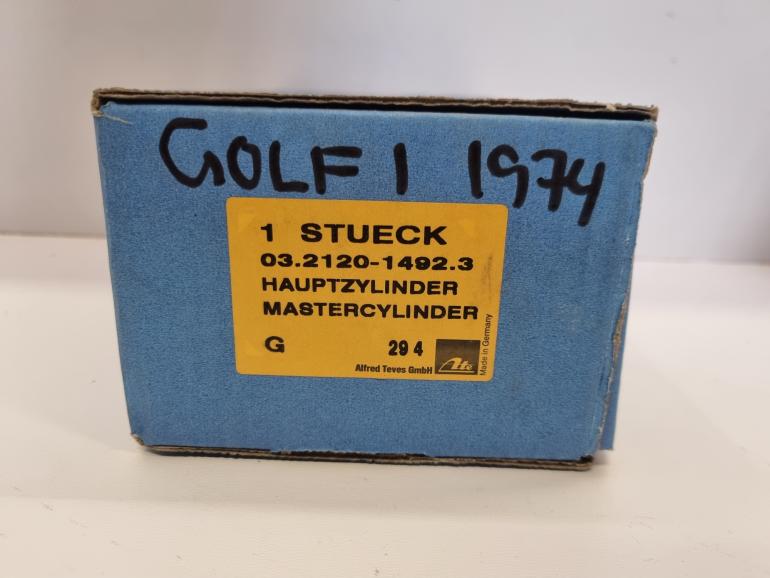 GOLF 1 1974
1 STUECK
03.2120-1492.3
HAUPTZYLINDER
MASTERCYLINDER
G 29 4
Alfred Teves GmbH
Ate
Made in Germany